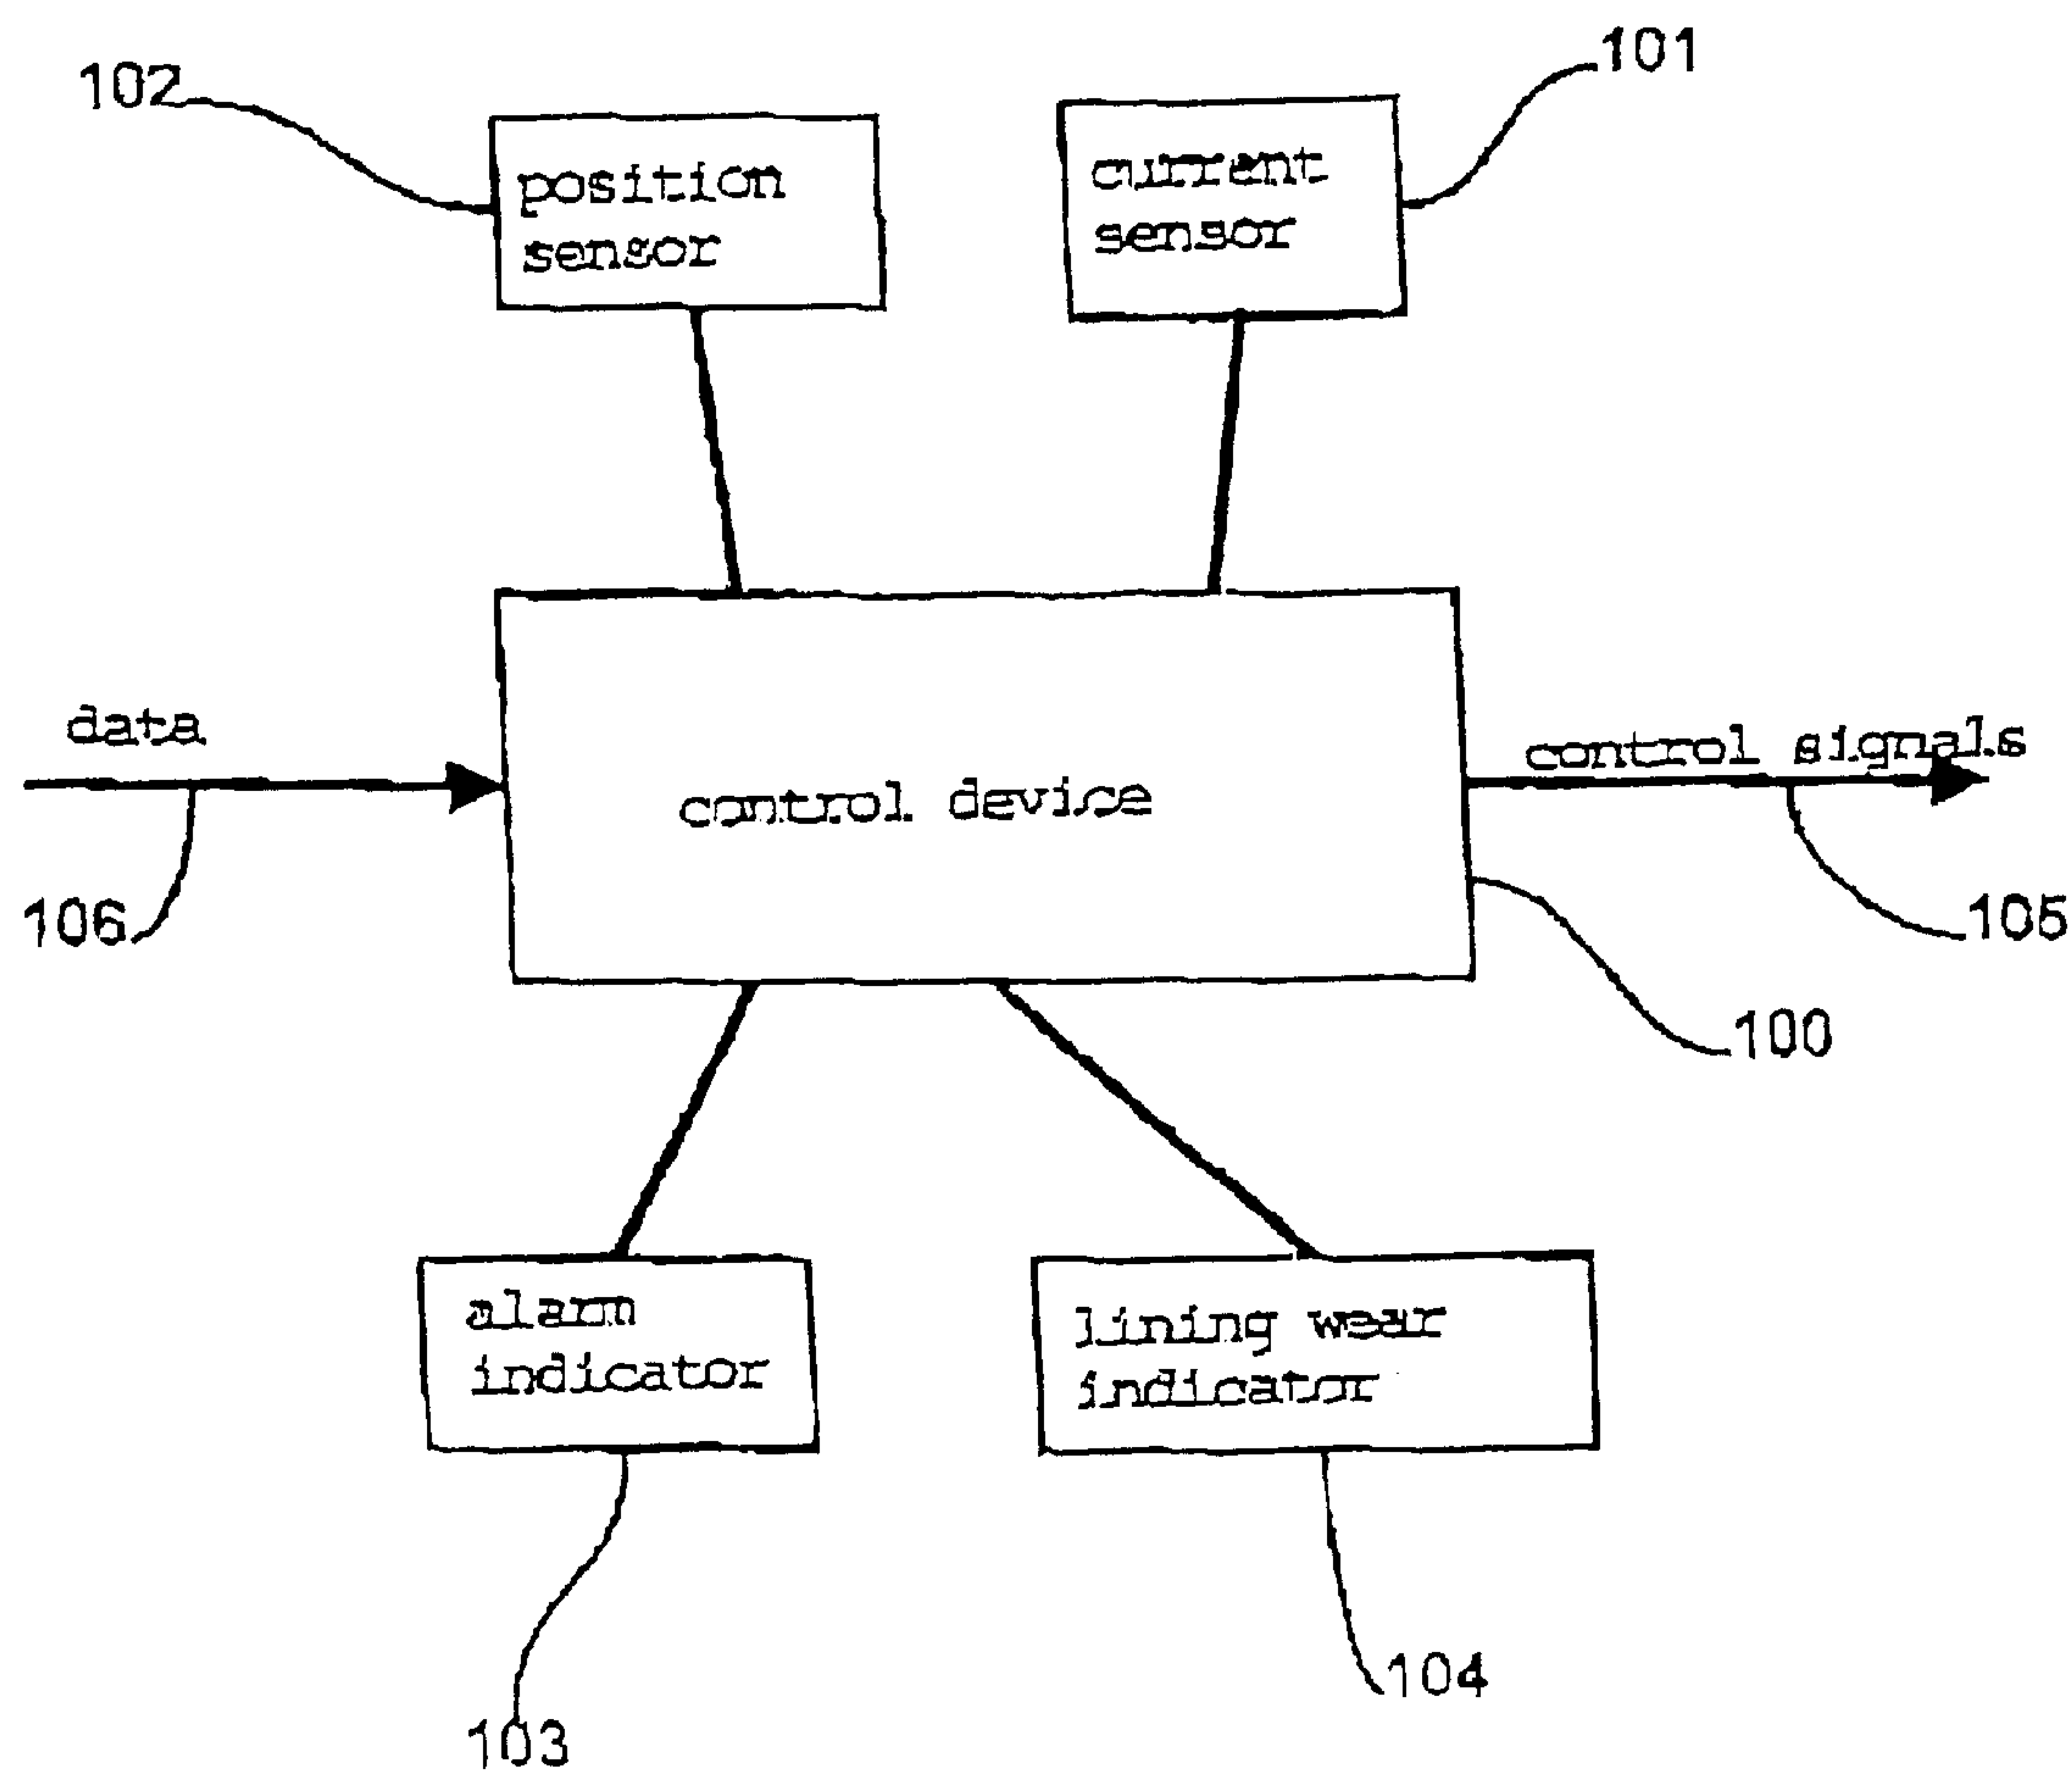 101
102
position
sensor
current
sensor
data
control signals
control device
106
105
100
alarm
indicator
lining wear
indicator
104
103